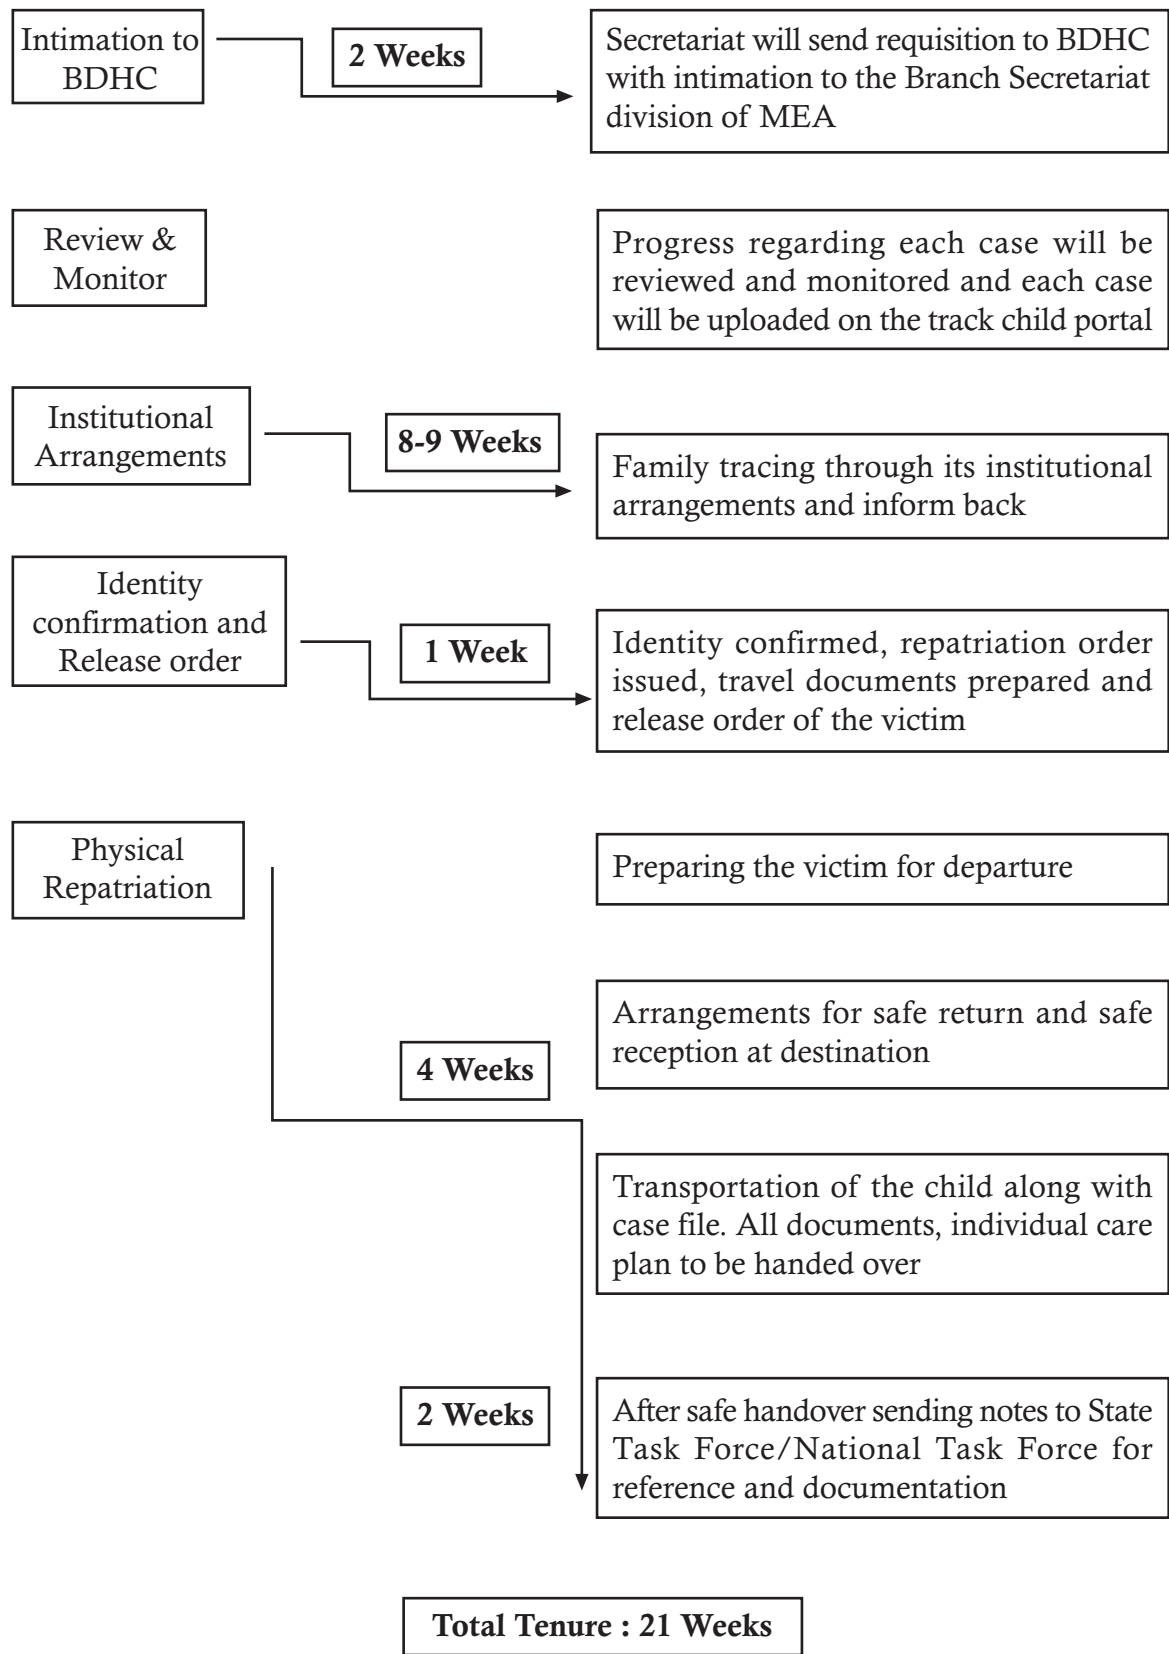 Intimation to
BDHC
2 Weeks
Secretariat will send requisition to BDHC
with intimation to the Branch Secretariat
division of MEA
Review &
Monitor
Progress regarding each case will be
reviewed and monitored and each case
will be uploaded on the track child portal
Institutional
Arrangements
8-9 Weeks
Family tracing through its institutional
arrangements and inform back
Identity
confirmation and
Release order
1 Week
Identity confirmed, repatriation order
issued, travel documents prepared and
release order of the victim
Physical
Repatriation
Preparing the victim for departure
Arrangements for safe return and safe
reception at destination
4 Weeks
Transportation of the child along with
case file. All documents, individual care
plan to be handed over
2 Weeks
After safe handover sending notes to State
Task Force/National Task Force for
reference and documentation
Total Tenure : 21 Weeks